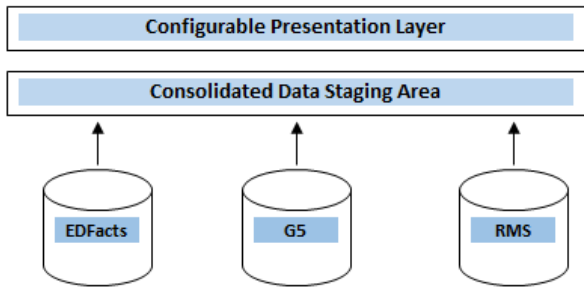 Configurable Presentation Layer
Consolidated Data Staging Area
EDFacts
G5
RMS